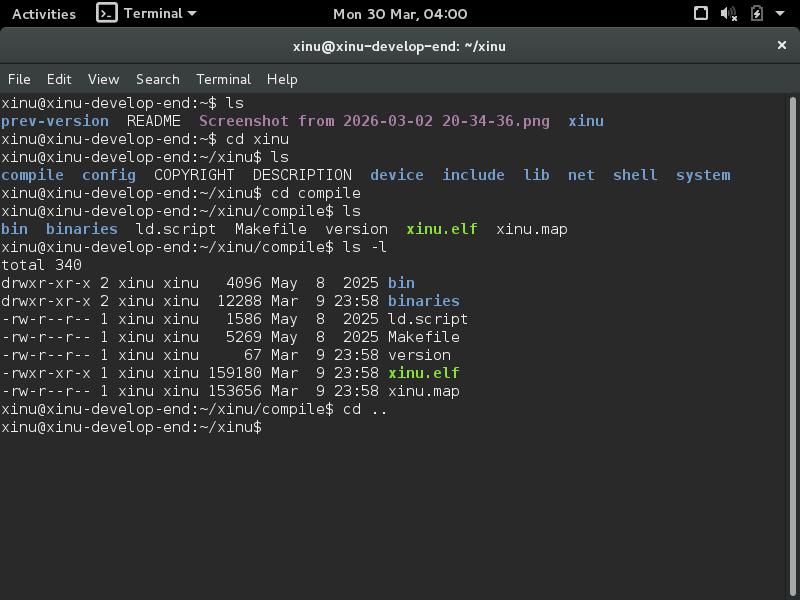 Activities Terminal Mon 30 Mar, 04:00
xinu@xinu-develop-end: ~/xinu
File Edit View Search Terminal Help
xinu@xinu-develop-end:~$ ls
prev-version  README  Screenshot from 2026-03-02 20-34-36.png  xinu
xinu@xinu-develop-end:~$ cd xinu
xinu@xinu-develop-end:~/xinu$ ls
compile  config  COPYRIGHT  DESCRIPTION  device  include  lib  net  shell  system
xinu@xinu-develop-end:~/xinu$ cd compile
xinu@xinu-develop-end:~/xinu/compile$ ls
bin  binaries  ld.script  Makefile  version  xinu.elf  xinu.map
xinu@xinu-develop-end:~/xinu/compile$ ls -l
total 340
drwxr-xr-x 2 xinu xinu   4096 May  8  2025 bin
drwxr-xr-x 2 xinu xinu  12288 Mar  9 23:58 binaries
-rw-r--r-- 1 xinu xinu   1586 May  8  2025 ld.script
-rw-r--r-- 1 xinu xinu   5269 May  8  2025 Makefile
-rw-r--r-- 1 xinu xinu     67 Mar  9 23:58 version
-rwxr-xr-x 1 xinu xinu 159180 Mar  9 23:58 xinu.elf
-rw-r--r-- 1 xinu xinu 153656 Mar  9 23:58 xinu.map
xinu@xinu-develop-end:~/xinu/compile$ cd ..
xinu@xinu-develop-end:~/xinu$